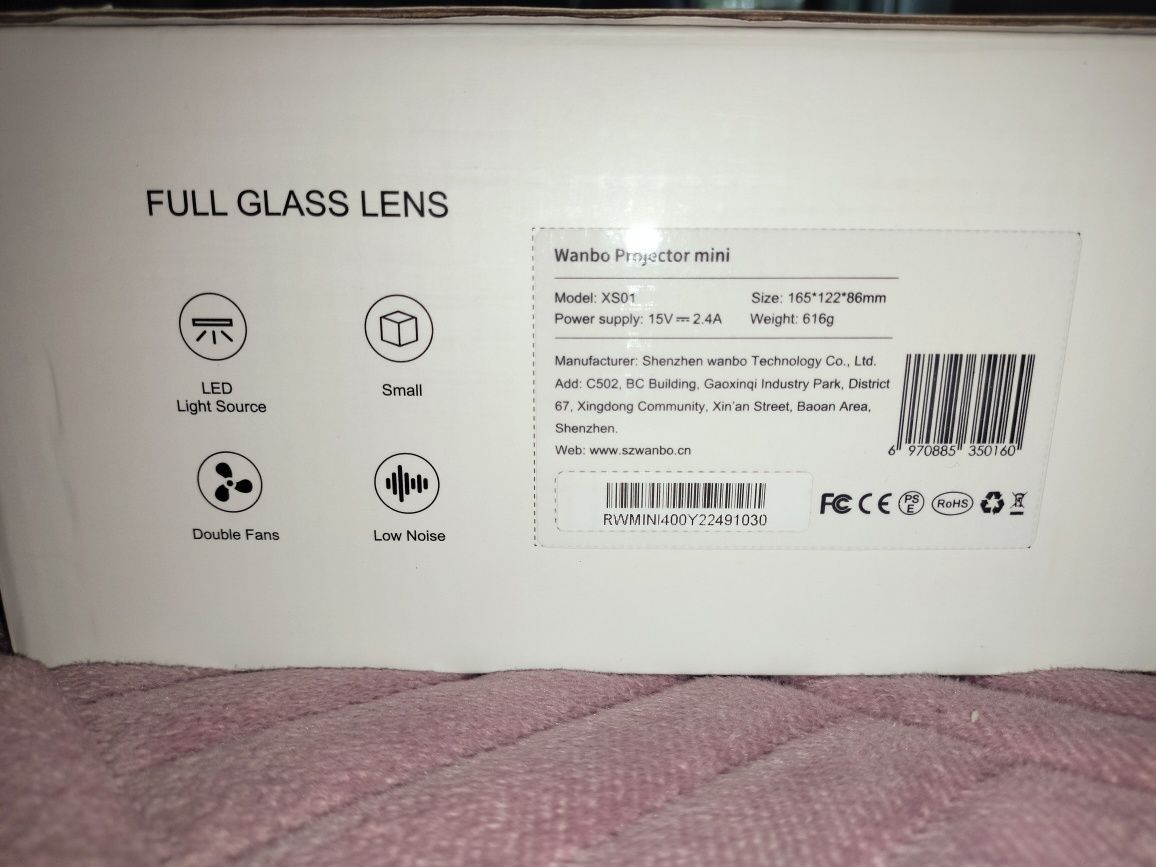 FULL GLASS LENS
LED
Light Source
Small
Double Fans
Low Noise
Wanbo Projector mini
Model: XS01
Size: 165*122*86mm
Power supply: 15V⎓2.4A
Weight: 616g
Manufacturer: Shenzhen wanbo Technology Co., Ltd.
Add: C502, BC Building, Gaoxinqi Industry Park, District
67, Xingdong Community, Xin'an Street, Baoan Area,
Shenzhen.
Web: www.szwanbo.cn
6 970885 350160
RWMINI400Y22491030
FC CE PS E RoHS